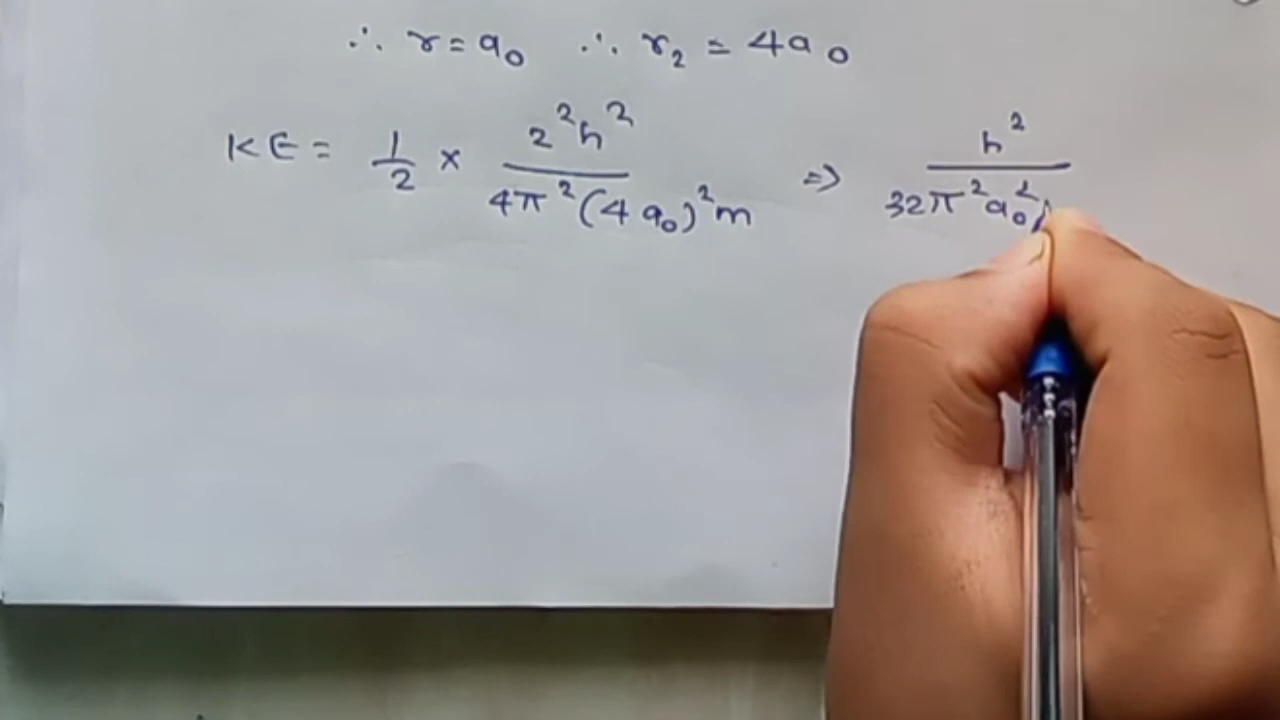 ∴ r = a₀ ∴ r₂ = 4a₀
KE = 1/2 × 2²h² / 4π²(4a₀)²m ⇒ h² / 32π²a₀²